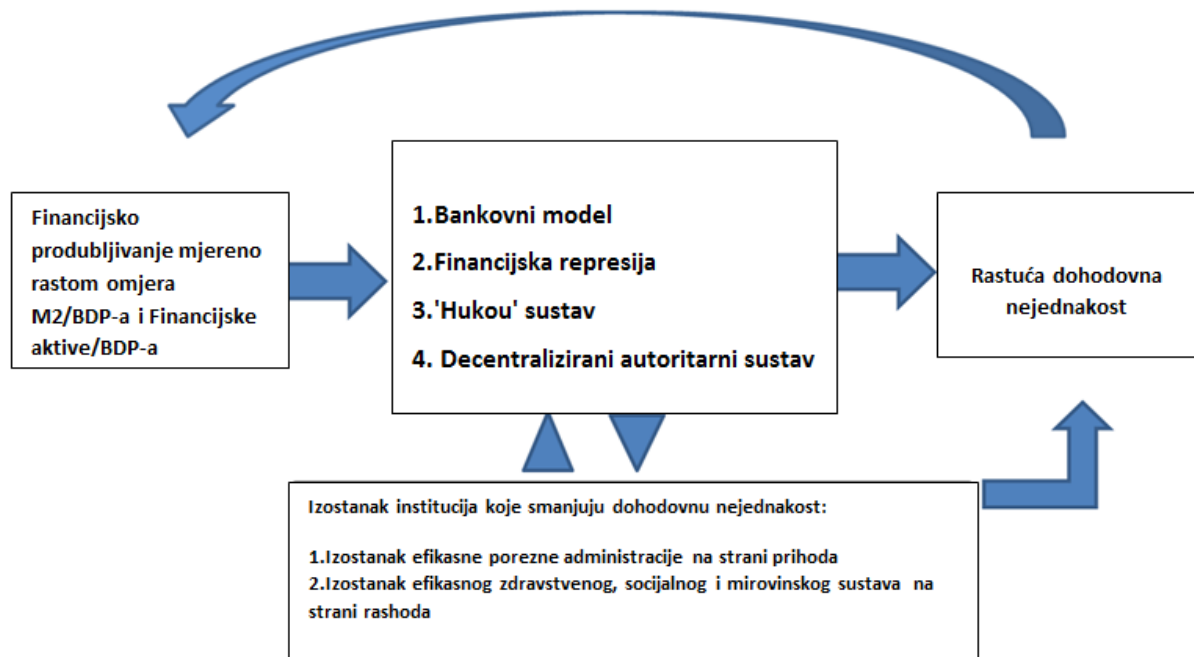 Financijsko
produbljivanje mjereno
rastom omjera
M2/BDP-a i Financijske
aktive/BDP-a
1.Bankovni model
2.Financijska represija
3.'Hukou' sustav
4. Decentralizirani autoritarni sustav
Rastuća dohodovna
nejednakost
Izostanak institucija koje smanjuju dohodovnu nejednakost:
1.Izostanak efikasne porezne administracije na strani prihoda
2.Izostanak efikasnog zdravstvenog, socijalnog i mirovinskog sustava na
strani rashoda